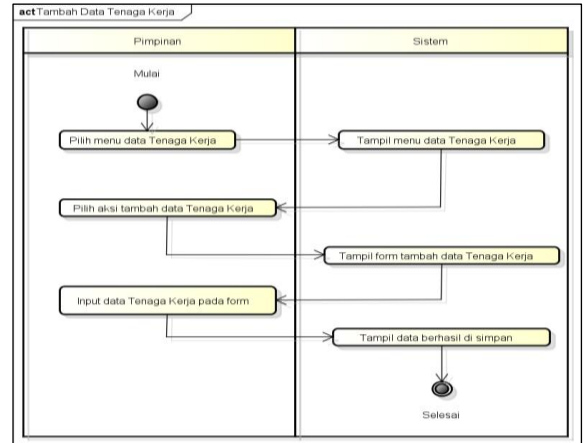 act Tambah Data Tenaga Kerja
Pimpinan
Sistem
Mulai
Pilih menu data Tenaga Kerja
Tampil menu data Tenaga Kerja
Pilih aksi tambah data Tenaga Kerja
Tampil form tambah data Tenaga Kerja
Input data Tenaga Kerja pada form
Tampil data berhasil di simpan
Selesai